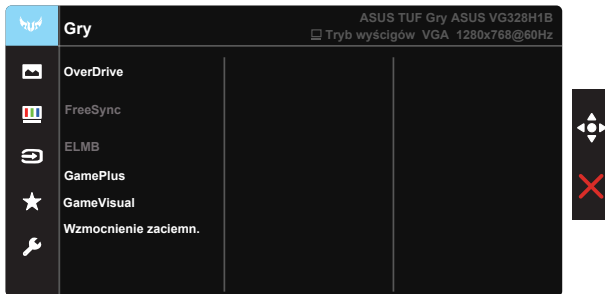 Gry
ASUS TUF Gry ASUS VG328H1B
Tryb wyścigów VGA 1280x768@60Hz
OverDrive
FreeSync
ELMB
GamePlus
GameVisual
Wzmocnienie zaciemn.